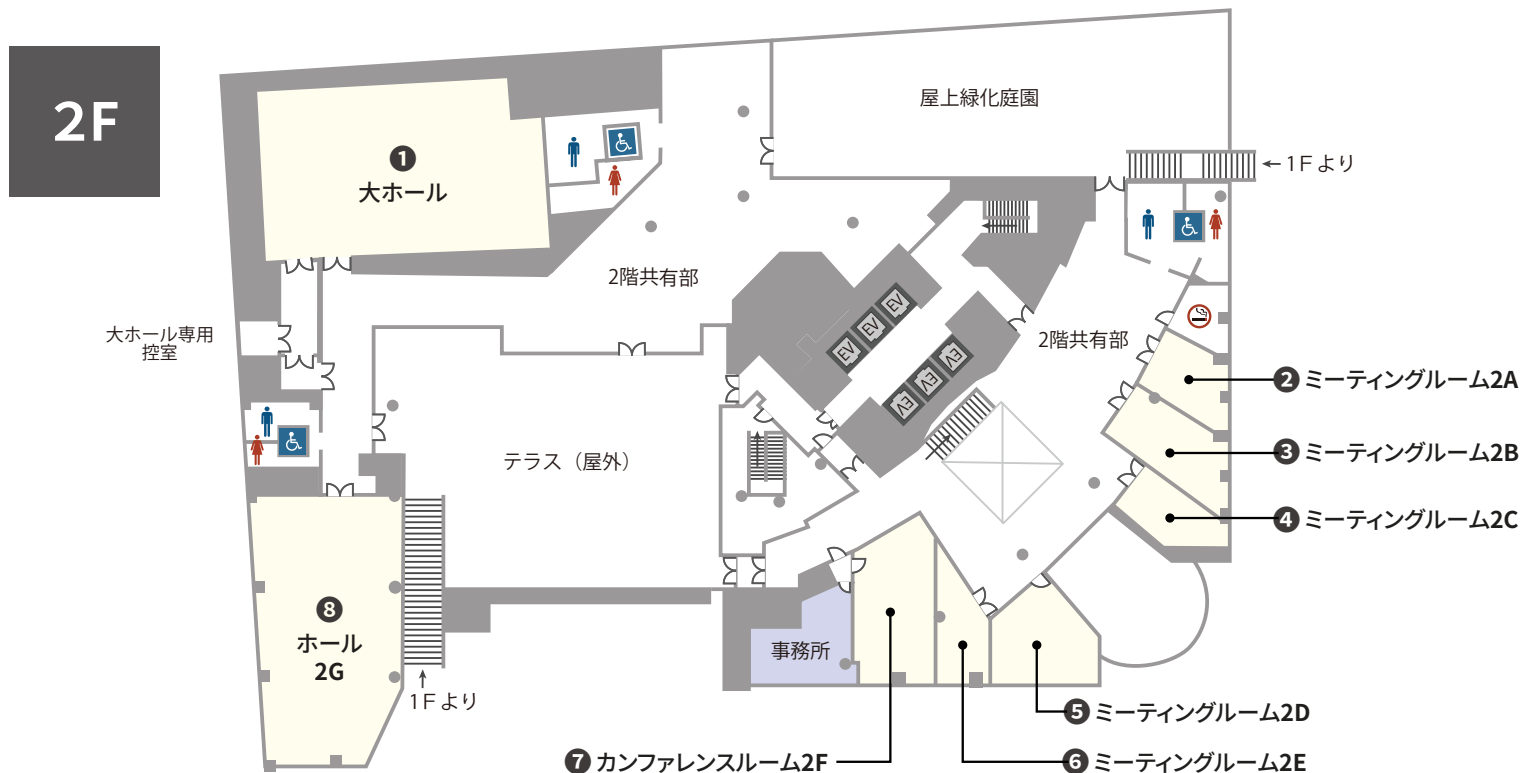 2F
屋上緑化庭園
❶
大ホール
←1Fより
2階共有部
大ホール専用
控室
2階共有部
EV
EV
EV
EV
EV
EV
❷ ミーティングルーム2A
❸ ミーティングルーム2B
テラス（屋外）
❹ ミーティングルーム2C
❽
ホール
2G
事務所
↑
1Fより
❺ ミーティングルーム2D
❼ カンファレンスルーム2F
❻ ミーティングルーム2E